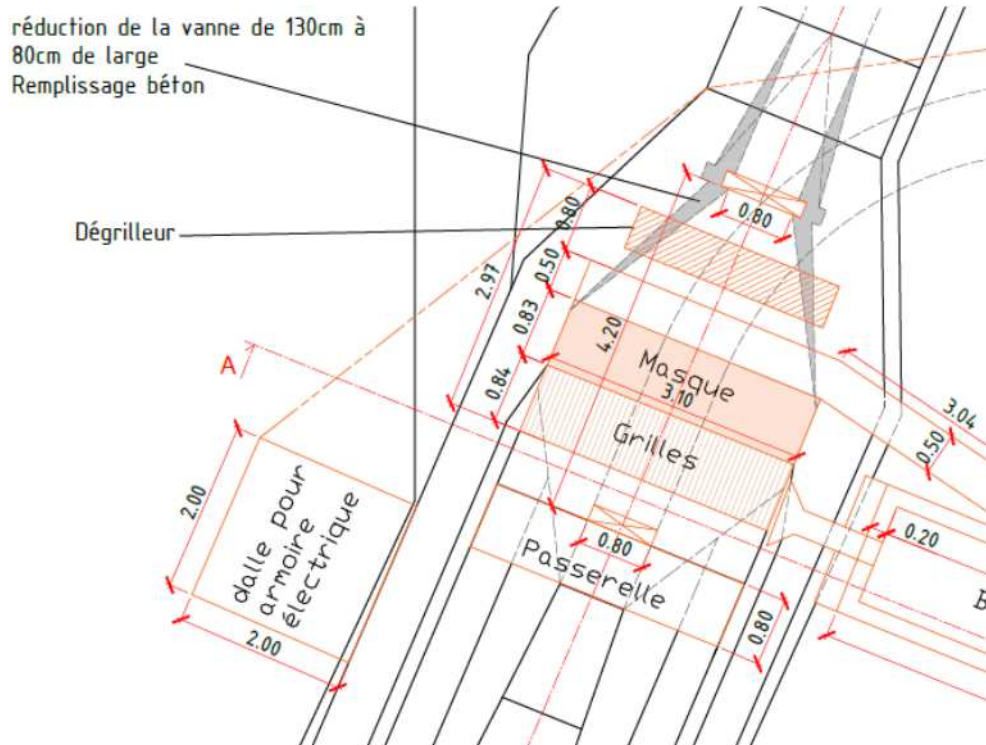 réduction de la vanne de 130cm à
80cm de large
Remplissage béton
Dégrilleur
0.80
0.80
0.50
2.97
0.83
4.20
Masque
3.10
A
0.84
Grilles
3.04
0.50
2.00
dalle pour
armoire
électrique
0.80
Passerelle
0.20
0.80
2.00